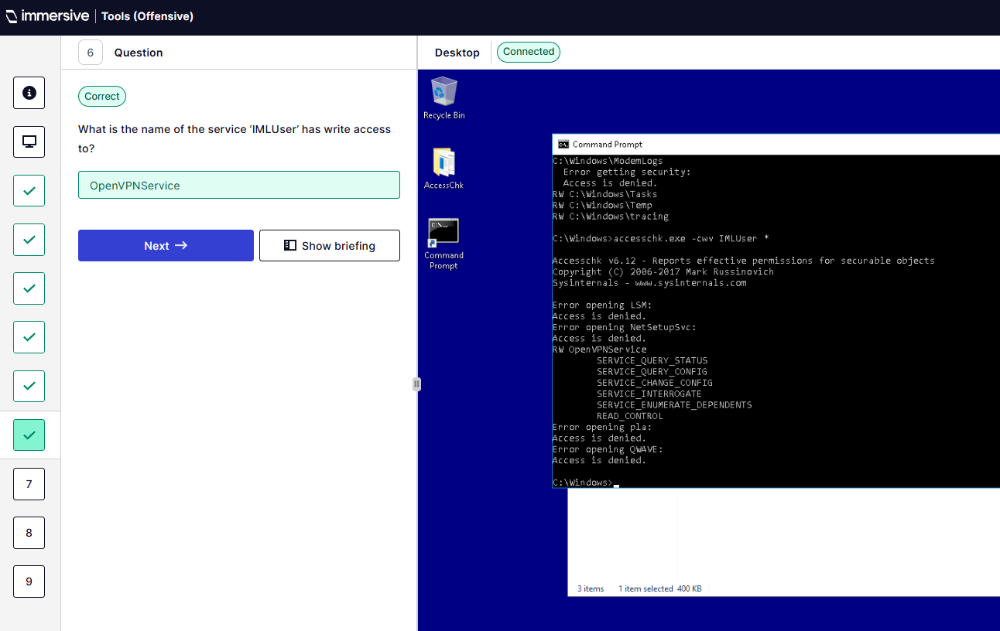 immersive Tools (Offensive)
6 Question
Correct
What is the name of the service ‘IMLUser’ has write access
to?
OpenVPNService
Next →
Show briefing
7
8
9
Desktop
Connected
Recycle Bin
AccessChk
Command
Prompt
Command Prompt
C:\Windows\ModemLogs
  Error getting security:
  Access is denied.
RW C:\Windows\Tasks
RW C:\Windows\Temp
RW C:\Windows\tracing
C:\Windows>accesschk.exe -cwv IMLUser *
Accesschk v6.12 - Reports effective permissions for securable objects
Copyright (C) 2006-2017 Mark Russinovich
Sysinternals - www.sysinternals.com
Error opening LSM:
Access is denied.
Error opening NetSetupSvc:
Access is denied.
RW OpenVPNService
        SERVICE_QUERY_STATUS
        SERVICE_QUERY_CONFIG
        SERVICE_CHANGE_CONFIG
        SERVICE_INTERROGATE
        SERVICE_ENUMERATE_DEPENDENTS
        READ_CONTROL
Error opening pla:
Access is denied.
Error opening QWAVE:
Access is denied.
C:\Windows>
3 items 1 item selected 400 KB